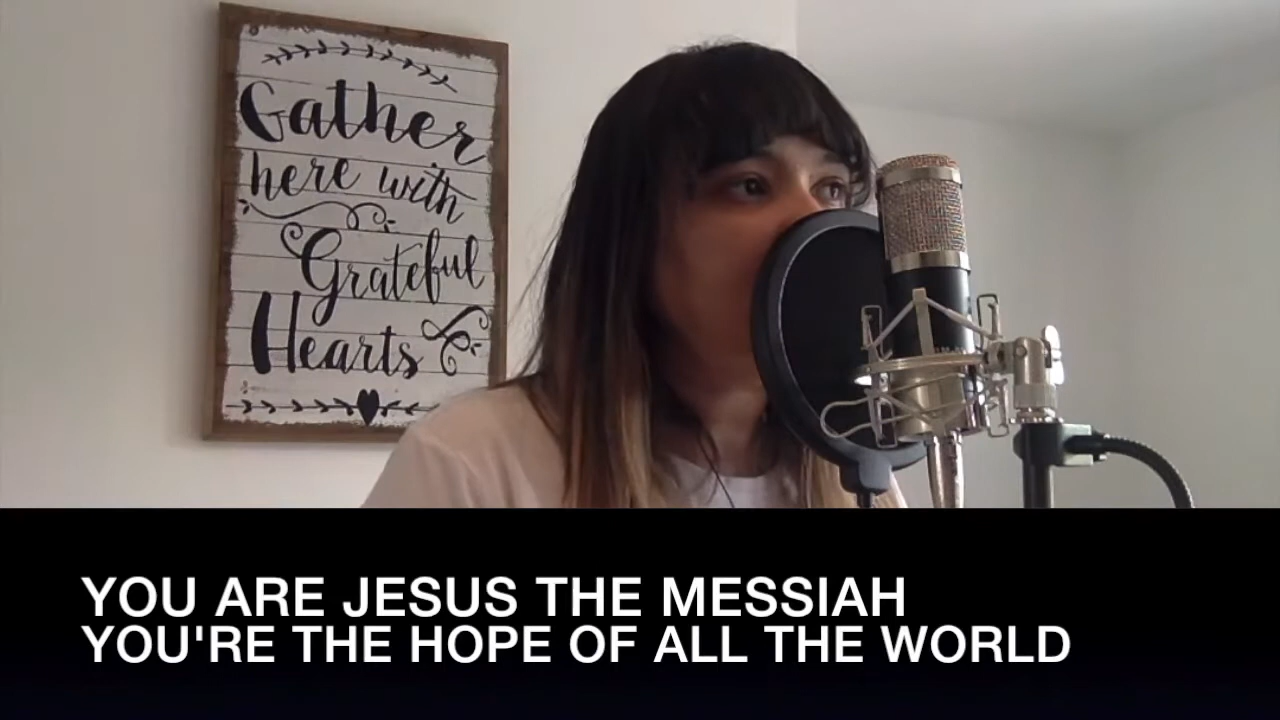 Gather
here with
Grateful
Hearts
YOU ARE JESUS THE MESSIAH
YOU'RE THE HOPE OF ALL THE WORLD